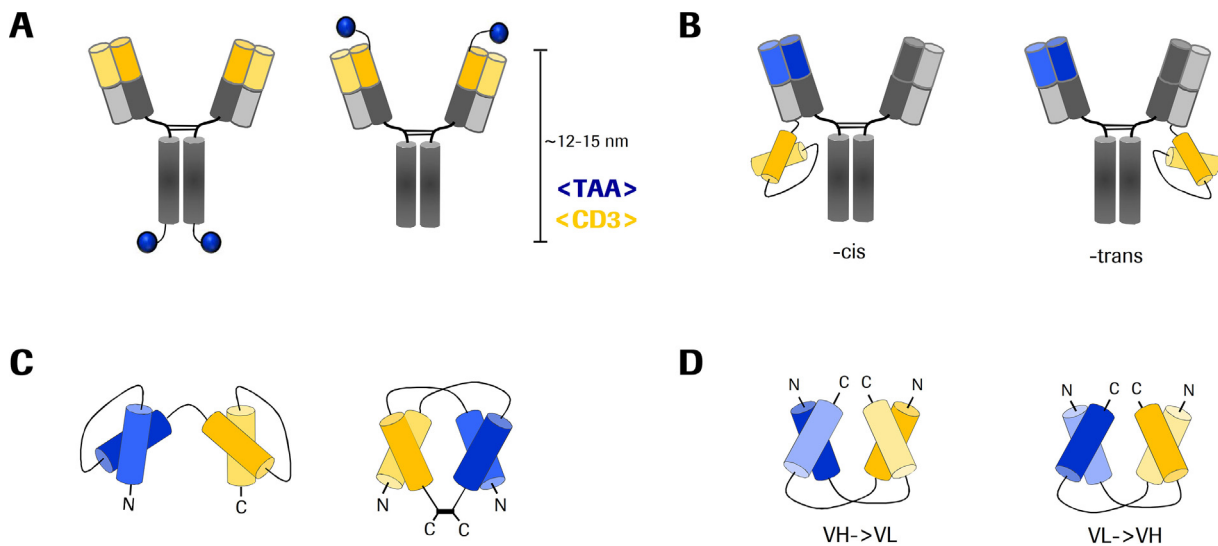 A
~12-15 nm
<TAA>
<CD3>
B
-cis
-trans
C
N
C
N
N
C
C
D
N
C
C
N
VH->VL
N
C
C
N
VL->VH